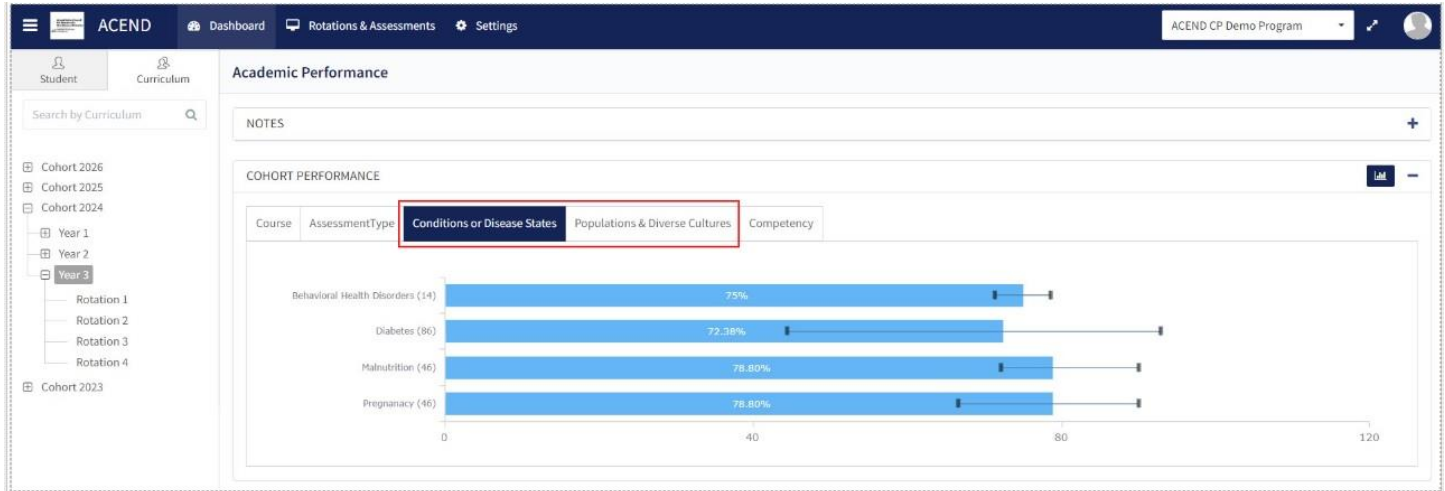 ACEND Dashboard Rotations & Assessments Settings ACEND CP Demo Program
Student Curriculum
Academic Performance
Search by Curriculum
NOTES
Cohort 2026
Cohort 2025
Cohort 2024
Year 1
Year 2
Year 3
Rotation 1
Rotation 2
Rotation 3
Rotation 4
Cohort 2023
COHORT PERFORMANCE
Course AssessmentType Conditions or Disease States Populations & Diverse Cultures Competency
Behavioral Health Disorders (14) 75%
Diabetes (86) 72.38%
Malnutrition (46) 78.80%
Pregnanacy (46) 78.80%
0 40 80 120